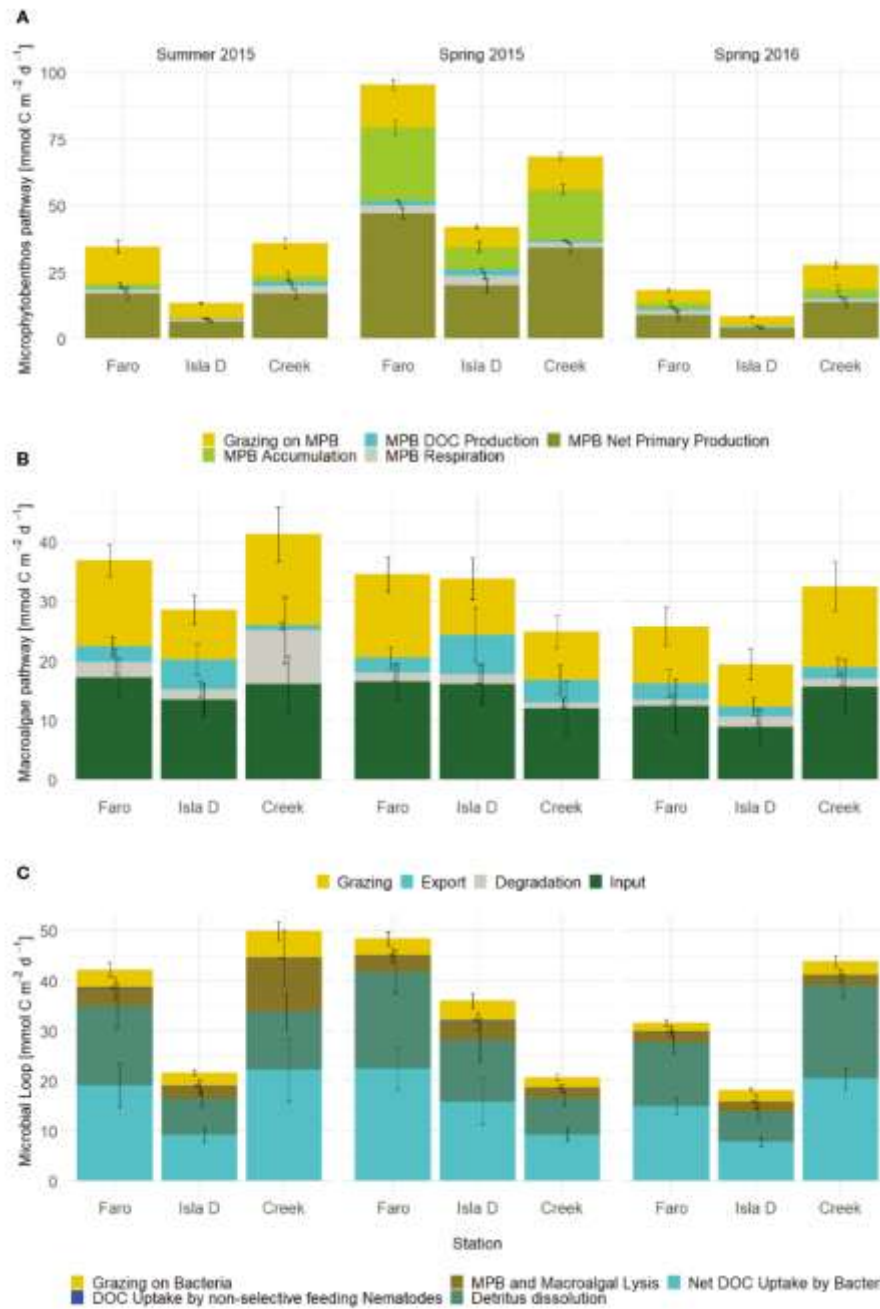 A
Summer 2015 Spring 2015 Spring 2016
Microphytobenthos pathway [mmol C m⁻² d⁻¹]
100
75
50
25
0
Faro Isla D Creek Faro Isla D Creek Faro Isla D Creek
Grazing on MPB MPB DOC Production MPB Net Primary Production
MPB Accumulation MPB Respiration
B
Macroalgae pathway [mmol C m⁻² d⁻¹]
40
30
20
10
0
Faro Isla D Creek Faro Isla D Creek Faro Isla D Creek
Grazing Export Degradation Input
C
Microbial Loop [mmol C m⁻² d⁻¹]
50
40
30
20
10
0
Faro Isla D Creek Faro Isla D Creek Faro Isla D Creek
Station
Grazing on Bacteria MPB and Macroalgal Lysis Net DOC Uptake by Bacter
DOC Uptake by non-selective feeding Nematodes Detritus dissolution